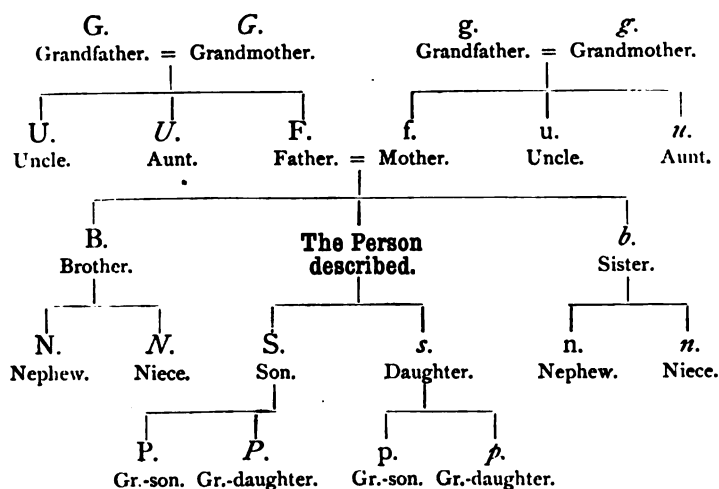 G. G. g. g.
Grandfather. = Grandmother. Grandfather. = Grandmother.
U. U. F. f. u. u.
Uncle. Aunt. Father. = Mother. Uncle. Aunt.
B. The Person described. b.
Brother. Sister.
N. N. S. s. n. n.
Nephew. Niece. Son. Daughter. Nephew. Niece.
P. P. p. p.
Gr.-son. Gr.-daughter. Gr.-son. Gr.-daughter.